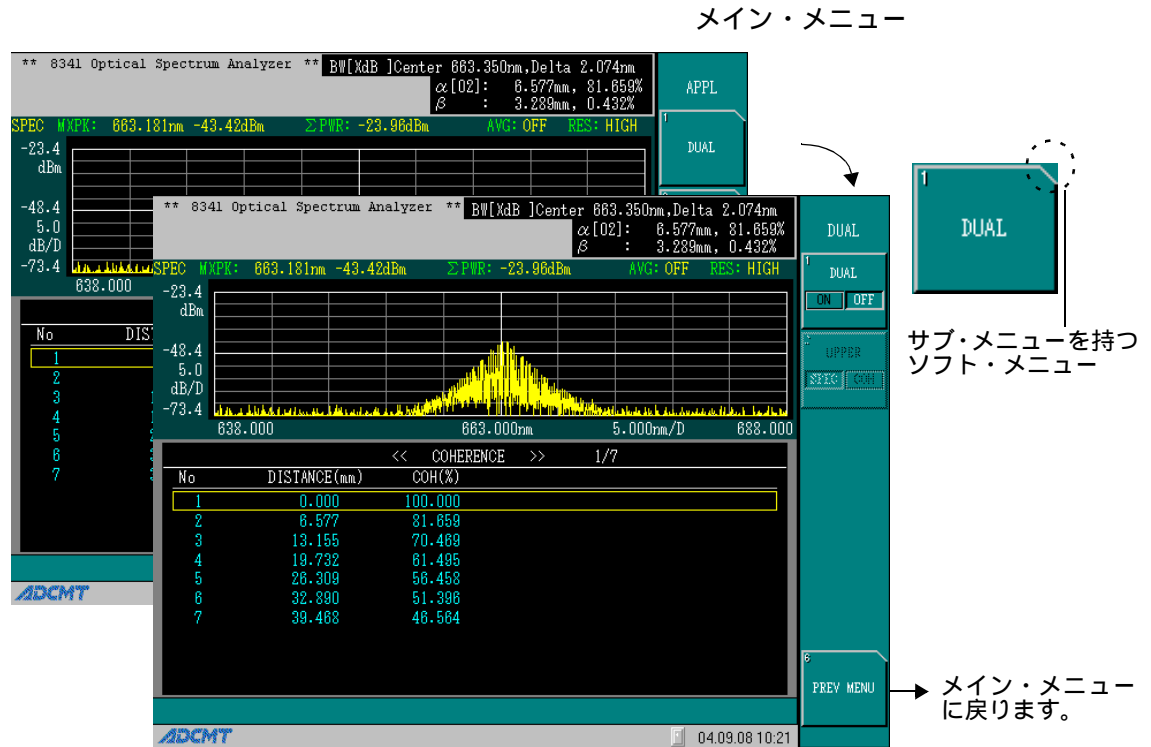 メイン・メニュー
** 8341 Optical Spectrum Analyzer ** BW[XdB ]Center 663.350nm,Delta 2.074nm
α[02]: 6.577mm, 81.659%
β : 3.289mm, 0.432%
SPEC MXPK: 663.181nm -43.42dBm ΣPWR: -23.96dBm AVG: OFF RES: HIGH
-23.4
dBm
-48.4
5.0
dB/D
-73.4
638.000
No DIS
1
2
3
4
5
6
7
ADCMT
APPL
1
DUAL
** 8341 Optical Spectrum Analyzer ** BW[XdB ]Center 663.350nm,Delta 2.074nm
α[02]: 6.577mm, 81.659%
β : 3.289mm, 0.432%
SPEC MXPK: 663.181nm -43.42dBm ΣPWR: -23.96dBm AVG: OFF RES: HIGH
-23.4
dBm
-48.4
5.0
dB/D
-73.4
638.000 663.000nm 5.000nm/D 688.000
<< COHERENCE >> 1/7
No DISTANCE(mm) COH(%)
1 0.000 100.000
2 6.577 81.659
3 13.155 70.469
4 19.732 61.495
5 26.309 56.458
6 32.890 51.396
7 39.468 46.564
ADCMT
04.09.08 10:21
DUAL
1
DUAL
ON OFF
2
UPPER
SPEC COH
6
PREV MENU
1
DUAL
サブ・メニューを持つ
ソフト・メニュー
メイン・メニュー
に戻ります。